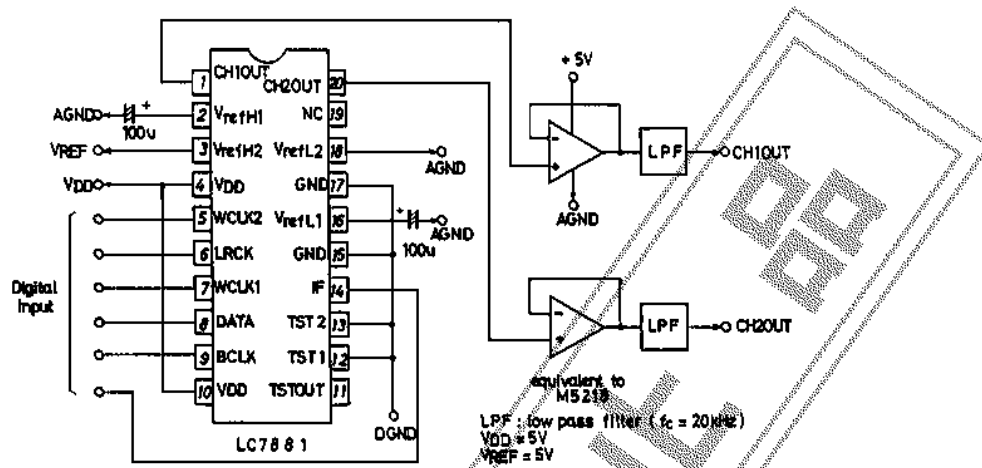 +5V
1 CH1OUT
CH2OUT 20
AGND
+
100u
2 VrefH1
NC 19
VREF
3 VrefH2
VrefL2 18
AGND
VDD
4 VDD
GND 17
5 WCLK2
VrefL1 16
+
100u
AGND
6 LRCK
GND 15
Digital
Input
7 WCLK1
IF 14
8 DATA
TST2 13
9 BCLK
TST1 12
10 VDD
TSTOUT 11
LC7881
DGND
-
+
LPF
CH1OUT
AGND
-
+
LPF
CH2OUT
equivalent to
M5218
LPF : low pass filter ( fc = 20kHz )
VDD = 5V
VREF = 5V